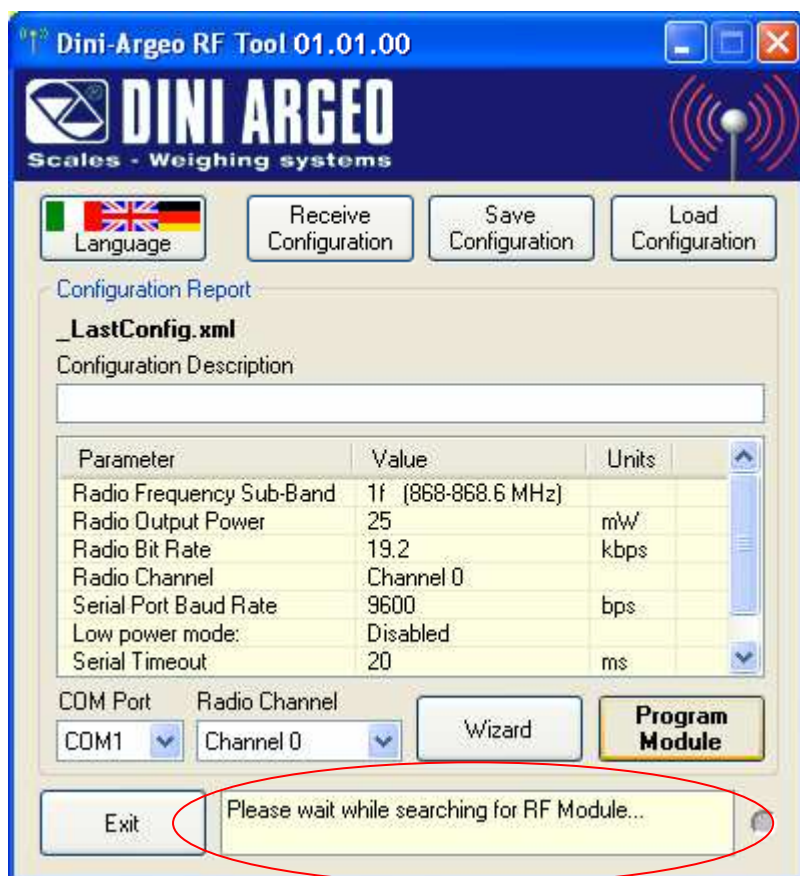 Dini-Argeo RF Tool 01.01.00
DINI ARGEO
Scales - Weighing systems
Language
Receive
Configuration
Save
Configuration
Load
Configuration
Configuration Report
_LastConfig.xml
Configuration Description
Parameter Value Units
Radio Frequency Sub-Band 1f (868-868.6 MHz)
Radio Output Power 25 mW
Radio Bit Rate 19.2 kbps
Radio Channel Channel 0
Serial Port Baud Rate 9600 bps
Low power mode: Disabled
Serial Timeout 20 ms
COM Port Radio Channel
COM1 Channel 0
Wizard
Program
Module
Exit
Please wait while searching for RF Module...